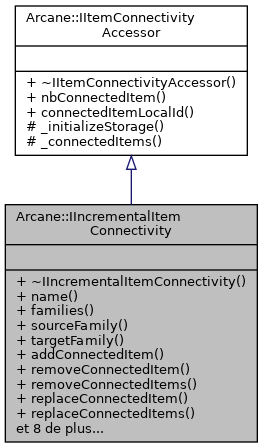 Arcane::IItemConnectivity
Accessor
+ ~IItemConnectivityAccessor()
+ nbConnectedItem()
+ connectedItemLocalId()
# _initializeStorage()
# _connectedItems()
Arcane::IIncrementalItem
Connectivity
+ ~IIncrementalItemConnectivity()
+ name()
+ families()
+ sourceFamily()
+ targetFamily()
+ addConnectedItem()
+ removeConnectedItem()
+ removeConnectedItems()
+ replaceConnectedItem()
+ replaceConnectedItems()
et 8 de plus...